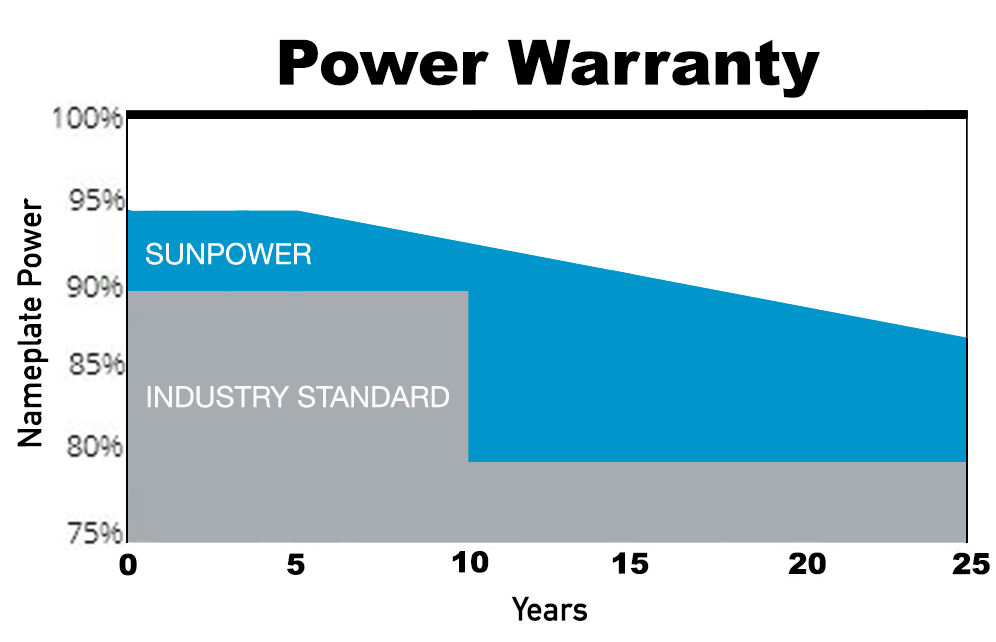 Power Warranty
100%
95%
90%
85%
80%
75%
Nameplate Power
SUNPOWER
INDUSTRY STANDARD
0 5 10 15 20 25
Years